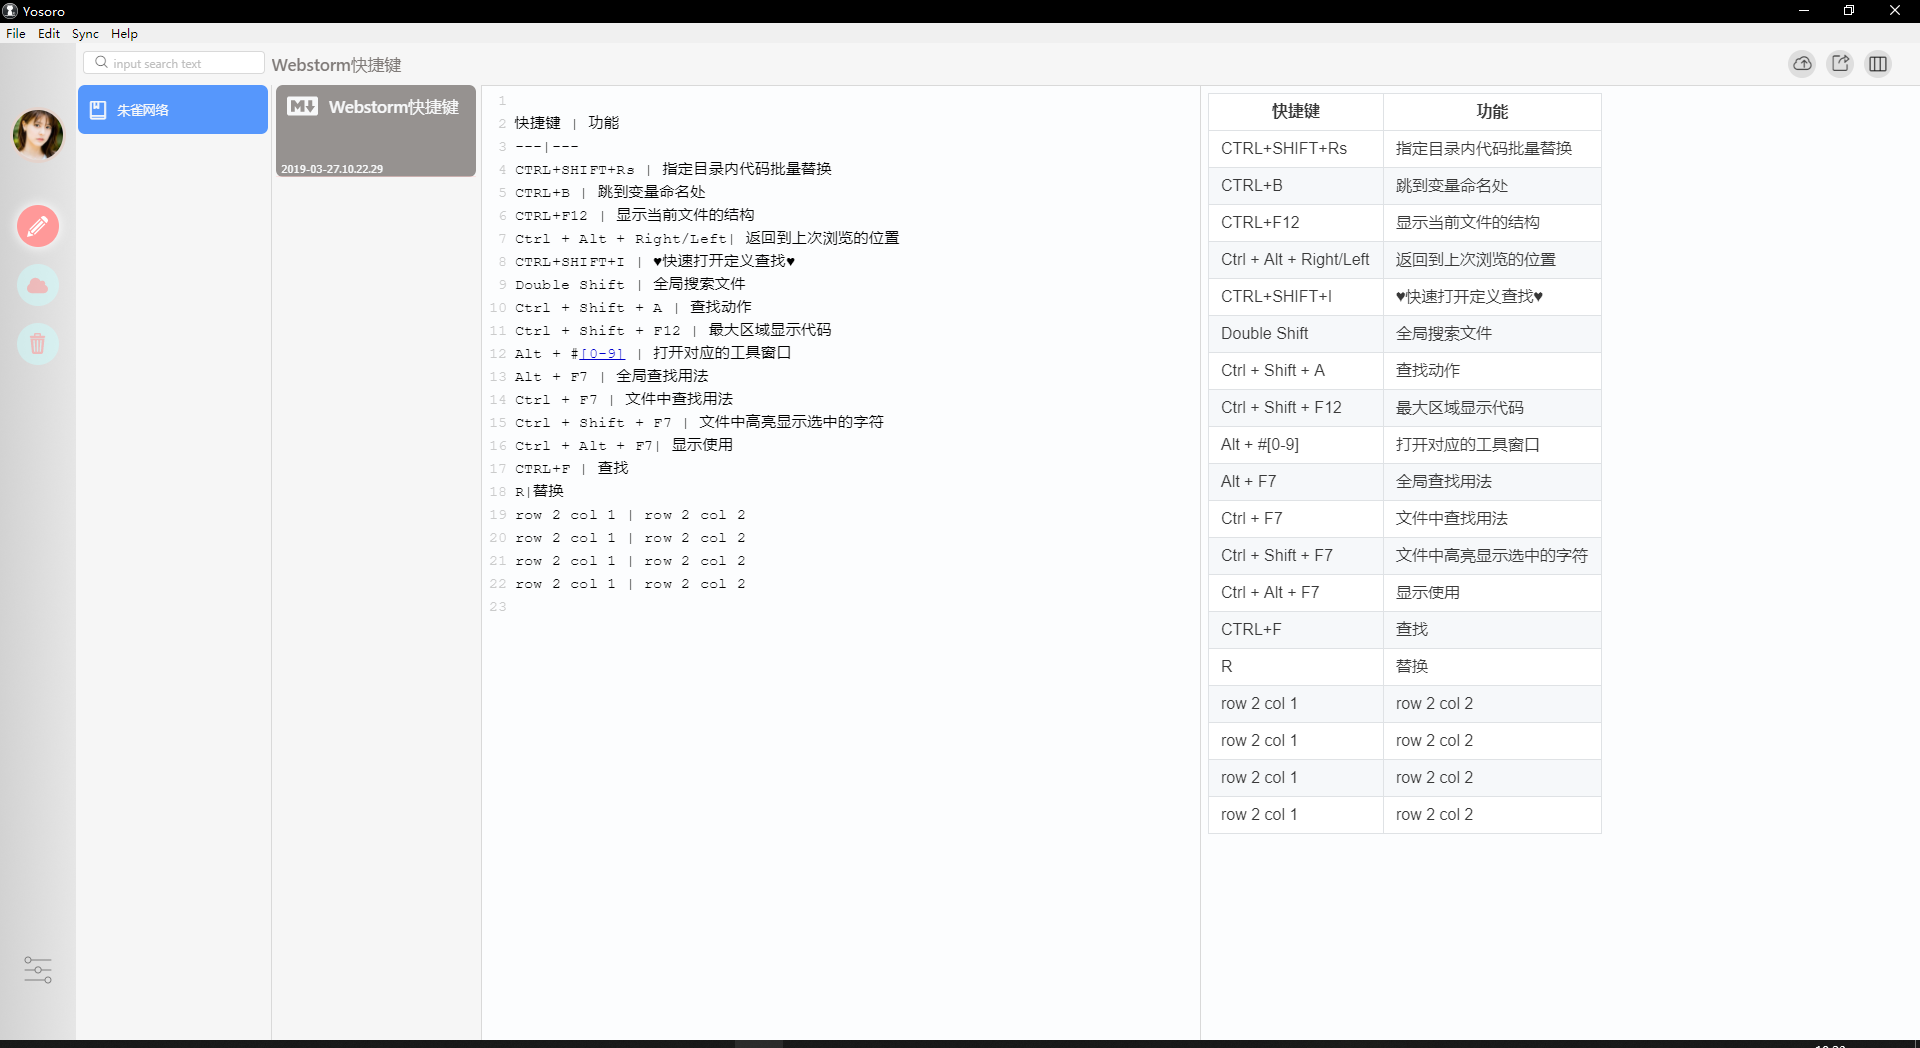 Yosoro
File Edit Sync Help
input search text
Webstorm快捷键
朱雀网络
Webstorm快捷键
2019-03-27.10.22.29
1
2 快捷键 | 功能
3 ---|---
4 CTRL+SHIFT+Rs | 指定目录内代码批量替换
5 CTRL+B | 跳到变量命名处
6 CTRL+F12 | 显示当前文件的结构
7 Ctrl + Alt + Right/Left| 返回到上次浏览的位置
8 CTRL+SHIFT+I | ♥快速打开定义查找♥
9 Double Shift | 全局搜索文件
10 Ctrl + Shift + A | 查找动作
11 Ctrl + Shift + F12 | 最大区域显示代码
12 Alt + #[0-9] | 打开对应的工具窗口
13 Alt + F7 | 全局查找用法
14 Ctrl + F7 | 文件中查找用法
15 Ctrl + Shift + F7 | 文件中高亮显示选中的字符
16 Ctrl + Alt + F7| 显示使用
17 CTRL+F | 查找
18 R|替换
19 row 2 col 1 | row 2 col 2
20 row 2 col 1 | row 2 col 2
21 row 2 col 1 | row 2 col 2
22 row 2 col 1 | row 2 col 2
23
快捷键 功能
CTRL+SHIFT+Rs 指定目录内代码批量替换
CTRL+B 跳到变量命名处
CTRL+F12 显示当前文件的结构
Ctrl + Alt + Right/Left 返回到上次浏览的位置
CTRL+SHIFT+I ♥快速打开定义查找♥
Double Shift 全局搜索文件
Ctrl + Shift + A 查找动作
Ctrl + Shift + F12 最大区域显示代码
Alt + #[0-9] 打开对应的工具窗口
Alt + F7 全局查找用法
Ctrl + F7 文件中查找用法
Ctrl + Shift + F7 文件中高亮显示选中的字符
Ctrl + Alt + F7 显示使用
CTRL+F 查找
R 替换
row 2 col 1 row 2 col 2
row 2 col 1 row 2 col 2
row 2 col 1 row 2 col 2
row 2 col 1 row 2 col 2